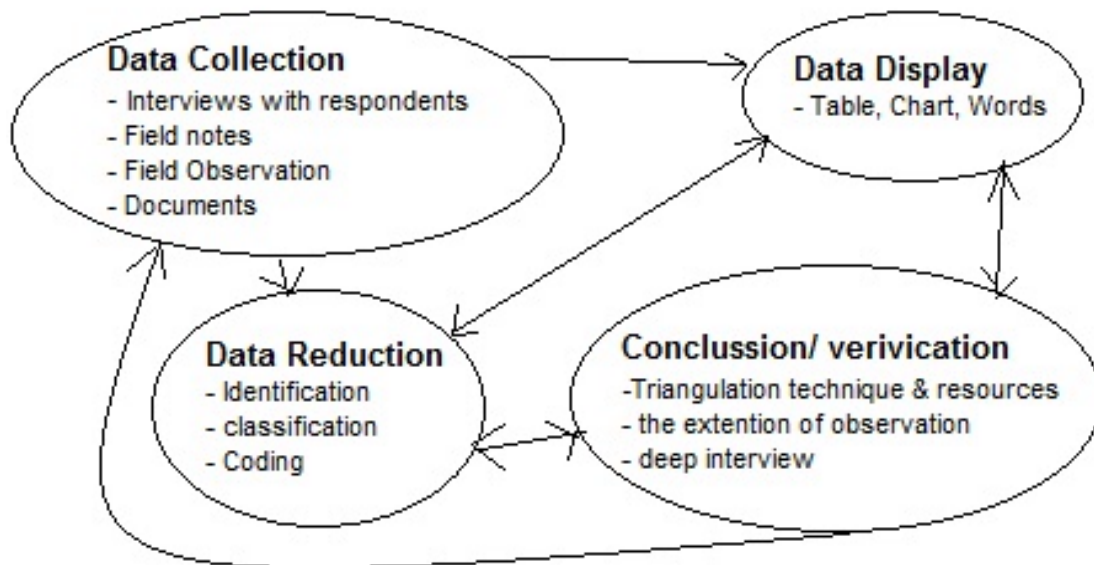 Data Collection
- Interviews with respondents
- Field notes
- Field Observation
- Documents
Data Display
- Table, Chart, Words
Data Reduction
- Identification
- classification
- Coding
Conclussion/ verivication
-Triangulation technique & resources
- the extention of observation
- deep interview